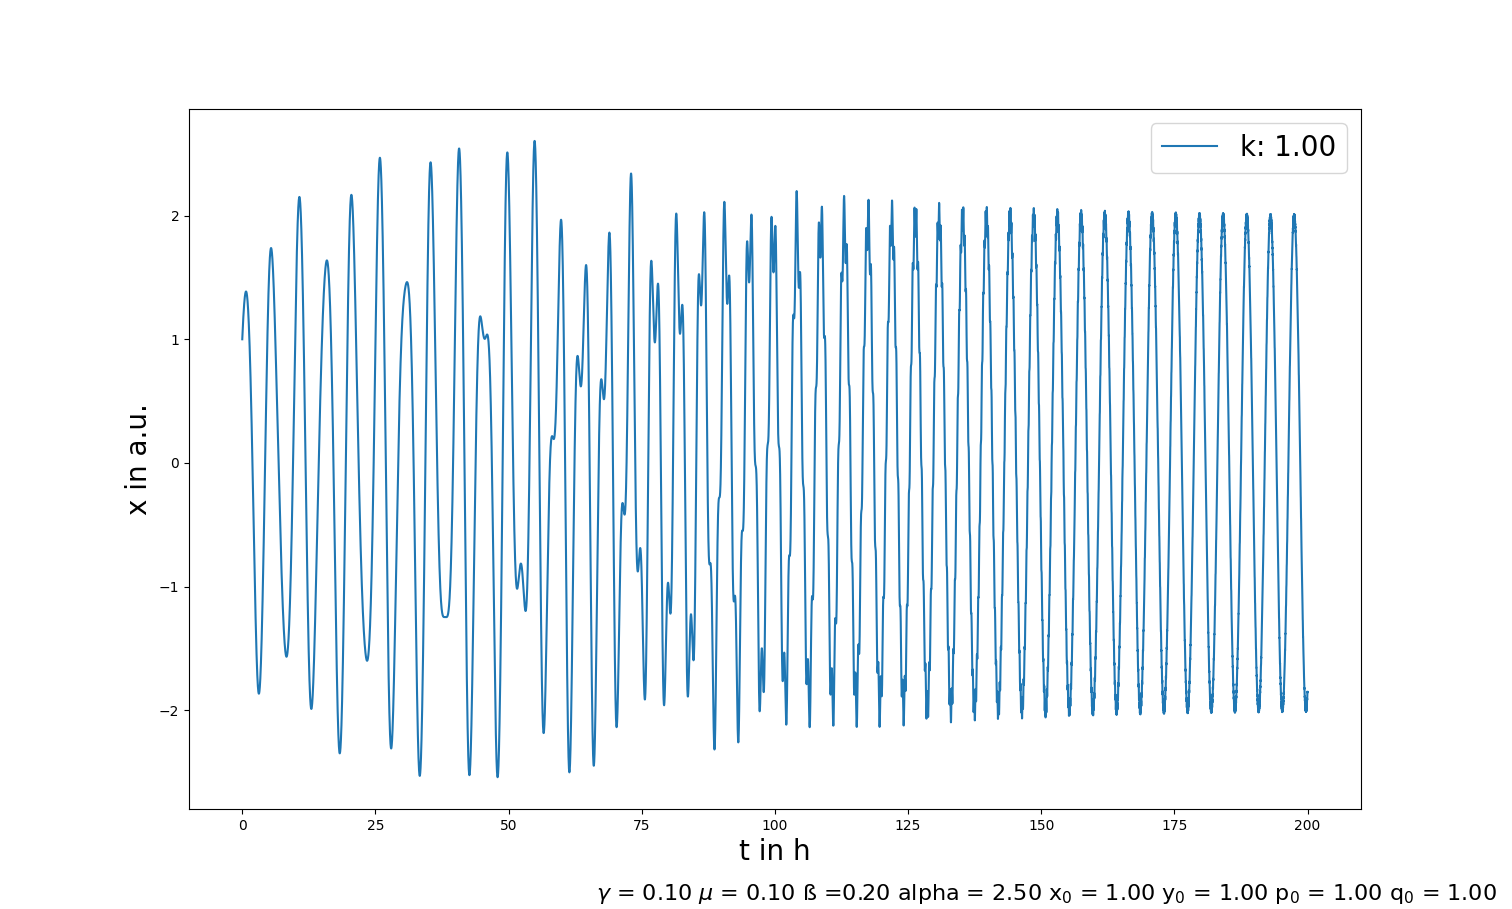 k: 1.00
2
1
0
−1
−2
x in a.u.
0 25 50 75 100 125 150 175 200
t in h
γ = 0.10 μ = 0.10 ß =0.20 alpha = 2.50 x₀ = 1.00 y₀ = 1.00 p₀ = 1.00 q₀ = 1.00